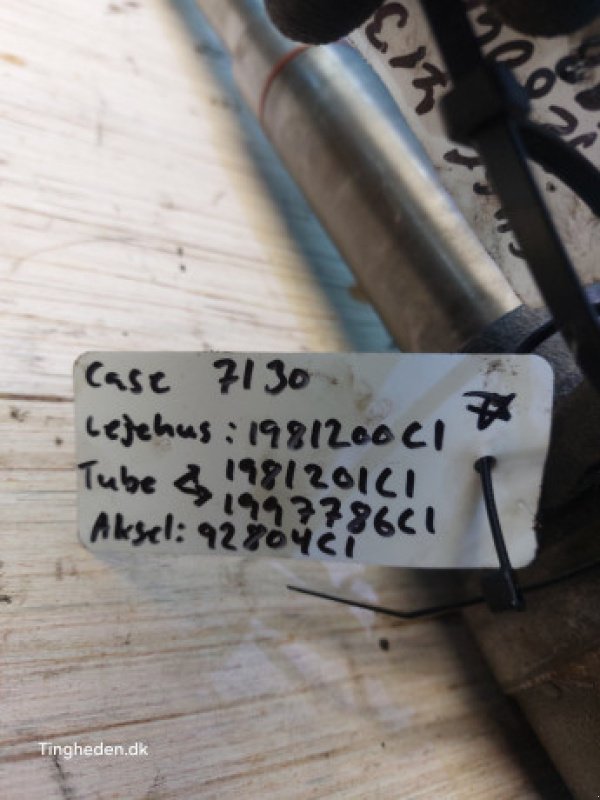 Case 7130
Lejehus: 1981200C1
Tube 1981201C1
1997786C1
Aksel: 92804C1
Tingheden.dk